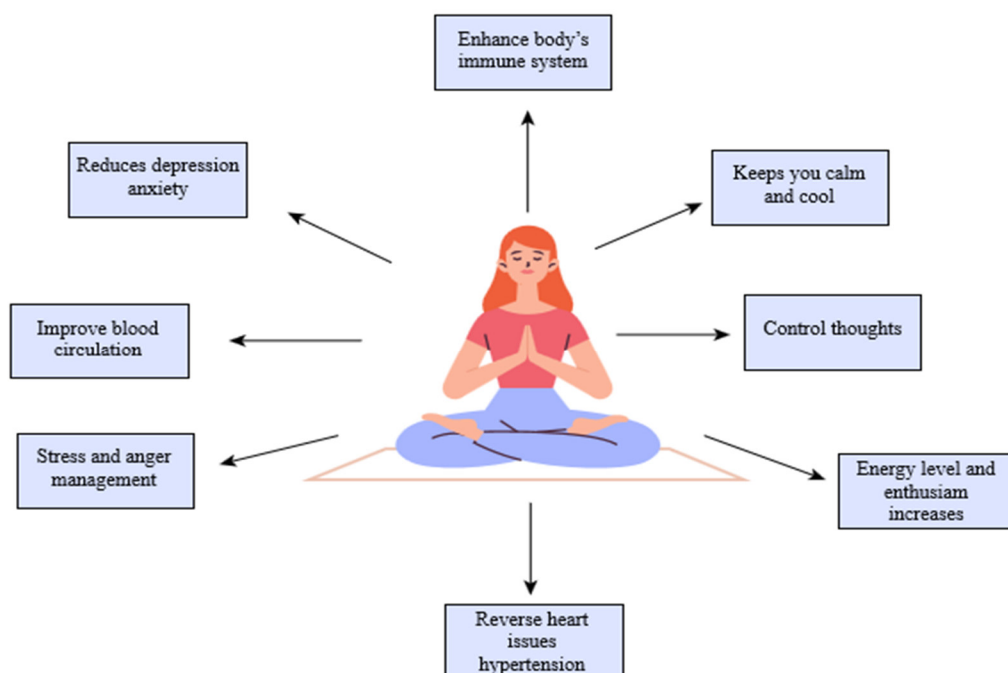 Enhance body's
immune system
Reduces depression
anxiety
Keeps you calm
and cool
Improve blood
circulation
Control thoughts
Stress and anger
management
Energy level and
enthusiam
increases
Reverse heart
issues
hypertension